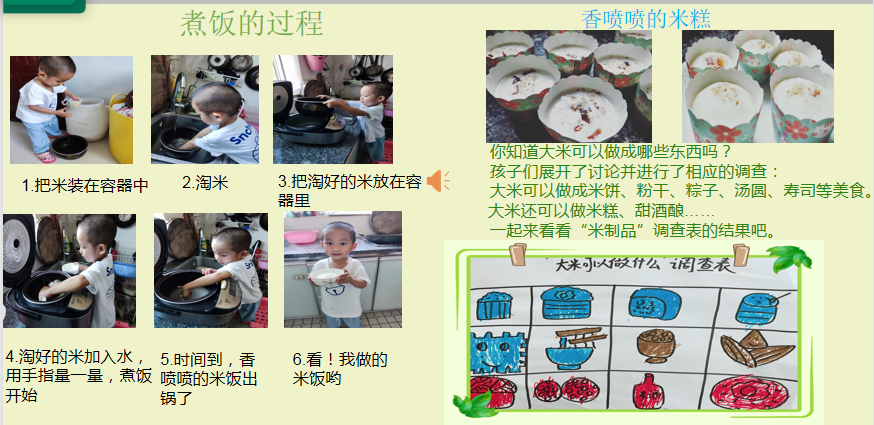 煮饭的过程
1.把米装在容器中
2.淘米
3.把淘好的米放在容
器里
4.淘好的米加入水，
用手指量一量，煮饭
开始
5.时间到，香
喷喷的米饭出
锅了
6.看！我做的
米饭哟
香喷喷的米糕
你知道大米可以做成哪些东西吗？
孩子们展开了讨论并进行了相应的调查：
大米可以做成米饼、粉干、粽子、汤圆、寿司等美食。
大米还可以做米糕、甜酒酿……
一起来看看“米制品”调查表的结果吧。
大米可以做什么 调查表